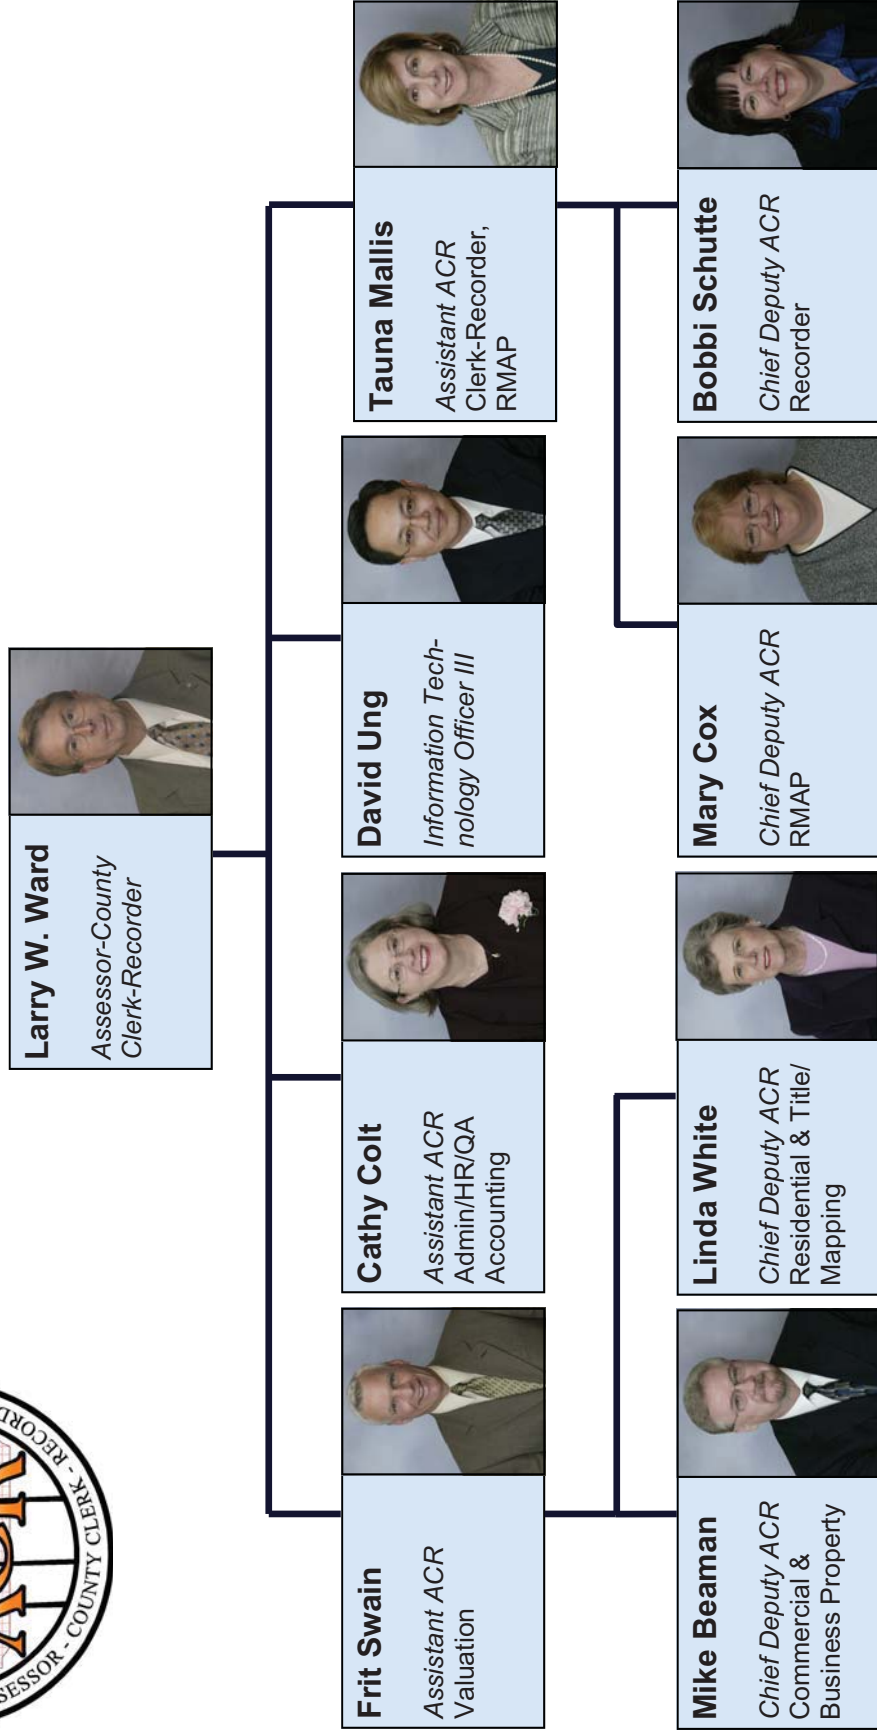 SESSOR - COUNTY CLERK - RECORD
Larry W. Ward
Assessor-County
Clerk-Recorder
Frit Swain
Assistant ACR
Valuation
Cathy Colt
Assistant ACR
Admin/HR/QA
Accounting
David Ung
Information Tech-
nology Officer III
Tauna Mallis
Assistant ACR
Clerk-Recorder,
RMAP
Mike Beaman
Chief Deputy ACR
Commercial &
Business Property
Linda White
Chief Deputy ACR
Residential & Title/
Mapping
Mary Cox
Chief Deputy ACR
RMAP
Bobbi Schutte
Chief Deputy ACR
Recorder